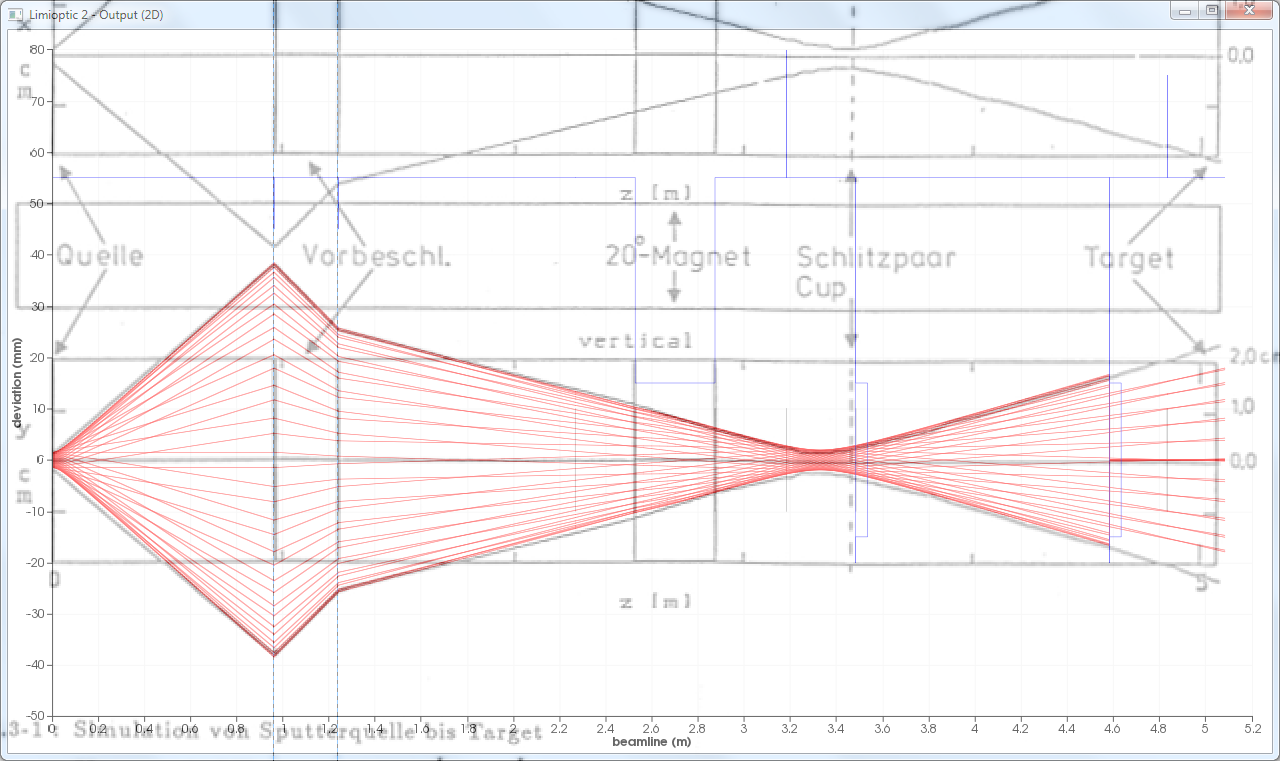 Limioptic 2 - Output (2D)
x
c
m
0,0
80
70
60
50
40
30
20
10
0
-10
-20
-30
-40
-50
deviation (mm)
z [m]
Quelle
Vorbeschl.
20°-Magnet
Schlitzpaar
Cup
Target
vertical
2,0 cm
1,0
0,0
y
c
m
0
5
z [m]
0 0.2 0.4 0.6 0.8 1 1.2 1.4 1.6 1.8 2 2.2 2.4 2.6 2.8 3 3.2 3.4 3.6 3.8 4 4.2 4.4 4.6 4.8 5 5.2
.3-1: Simulation von Sputterquelle bis Target
beamline (m)